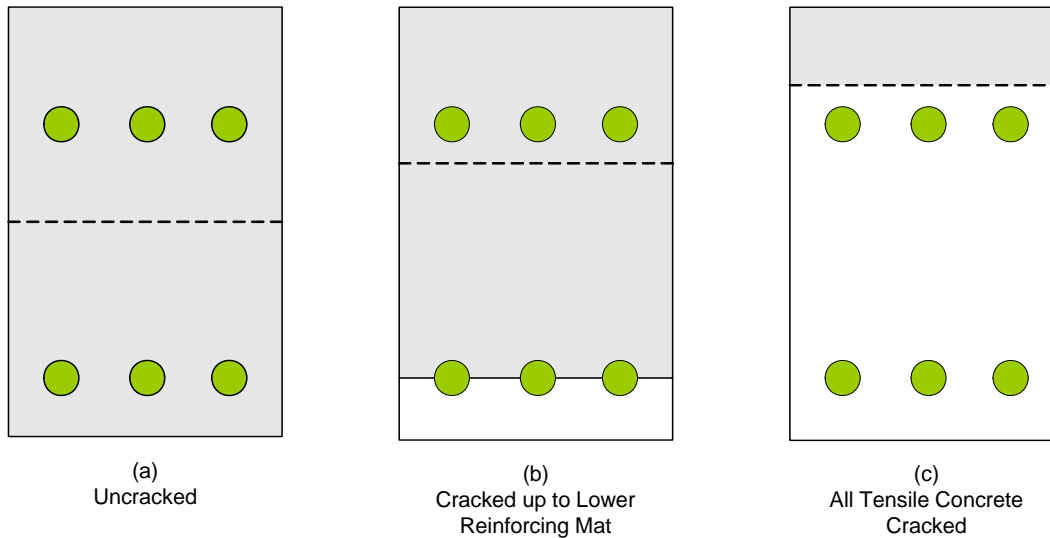 (a)
Uncracked
(b)
Cracked up to Lower
Reinforcing Mat
(c)
All Tensile Concrete
Cracked